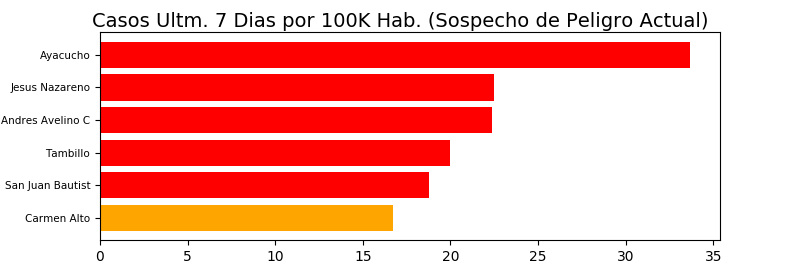 Casos Ultm. 7 Dias por 100K Hab. (Sospecho de Peligro Actual)
Ayacucho
Jesus Nazareno
Andres Avelino C
Tambillo
San Juan Bautist
Carmen Alto
0 5 10 15 20 25 30 35